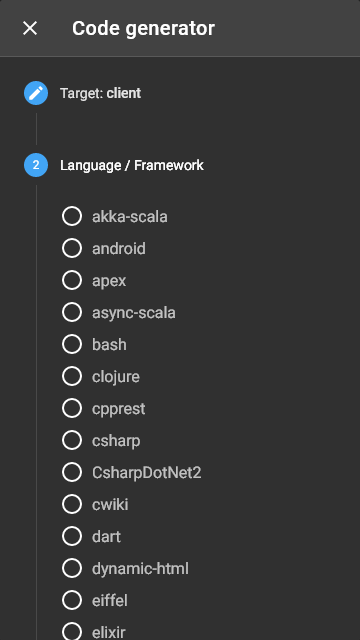 Code generator
Target: client
2 Language / Framework
akka-scala
android
apex
async-scala
bash
clojure
cpprest
csharp
CsharpDotNet2
cwiki
dart
dynamic-html
eiffel
elixir